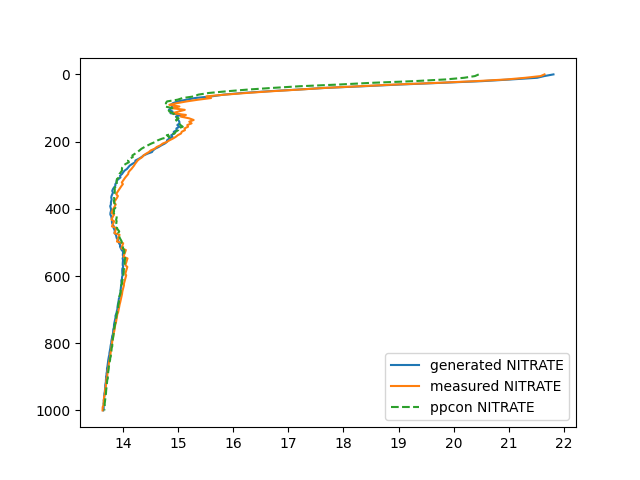 0
200
400
600
800
1000
14 15 16 17 18 19 20 21 22
generated NITRATE
measured NITRATE
ppcon NITRATE